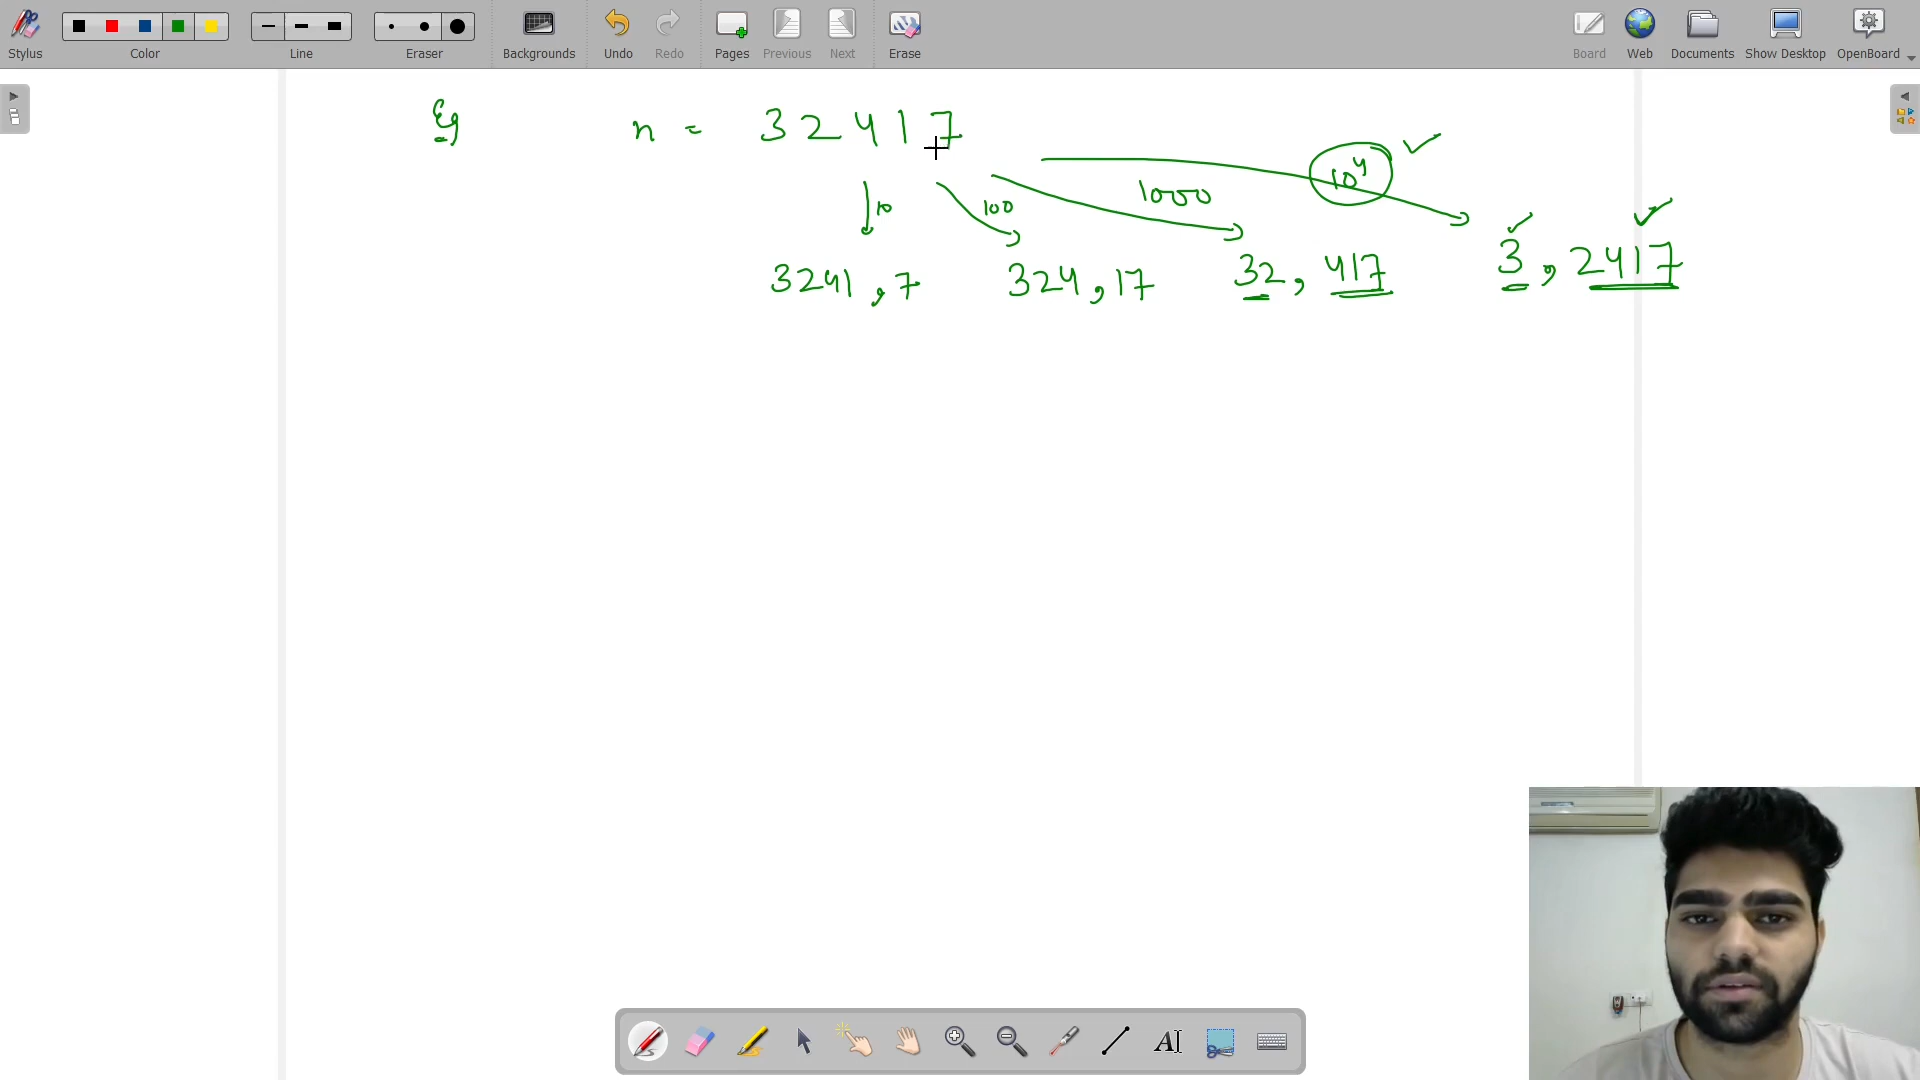 Stylus Color Line Eraser Backgrounds Undo Redo Pages Previous Next Erase Board Web Documents Show Desktop OpenBoard
Eg n = 32417
10 100 1000 10⁴
3241, 7 324, 17 32, 417 3, 2417
AI